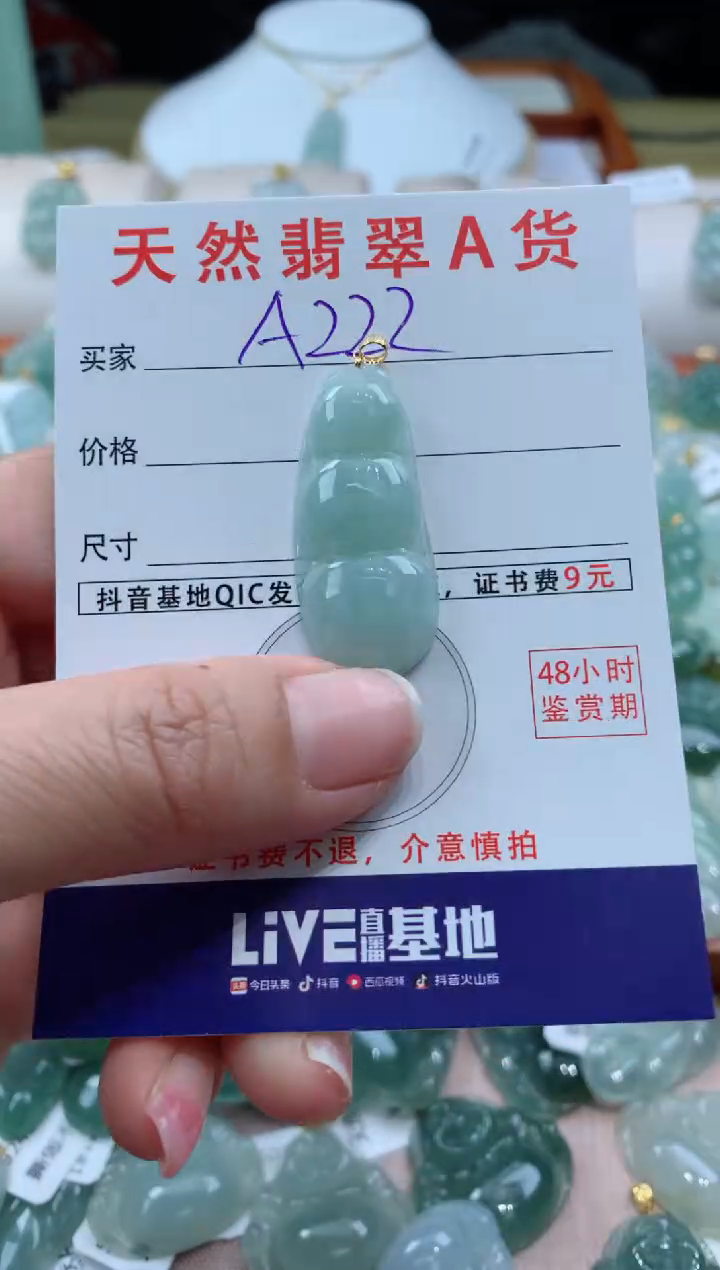 天然翡翠A货
买家 A222
价格
尺寸
抖音基地QIC发
，证书费9元
48小时
鉴赏期
证书费不退，介意慎拍
LiVE直播基地
今日头条 抖音 西瓜视频 抖音火山版